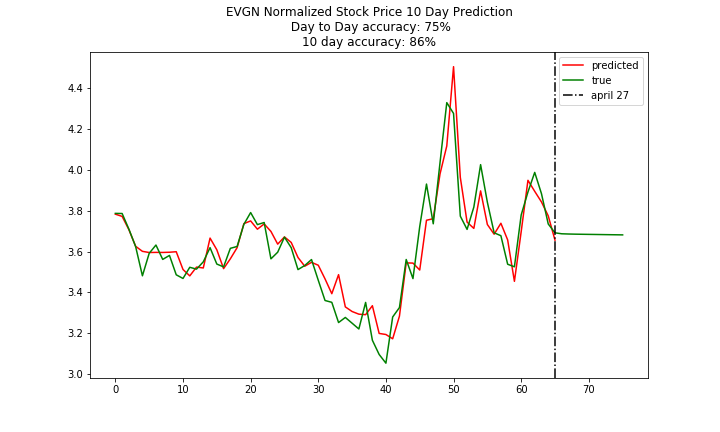 EVGN Normalized Stock Price 10 Day Prediction
Day to Day accuracy: 75%
10 day accuracy: 86%
predicted
true
april 27
4.4
4.2
4.0
3.8
3.6
3.4
3.2
3.0
0 10 20 30 40 50 60 70